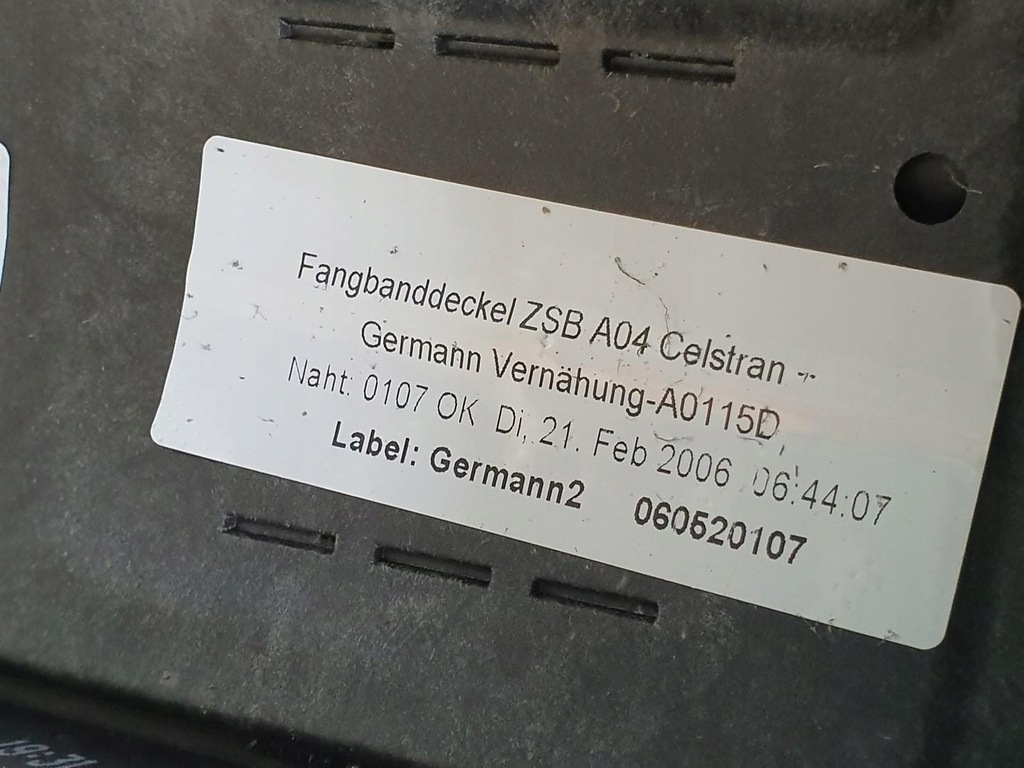 Fangbanddeckel ZSB A04 Celstran -
Germann Vernähung-A0115D
Naht: 0107 OK Di, 21. Feb 2006 06:44:07
Label: Germann2 060520107